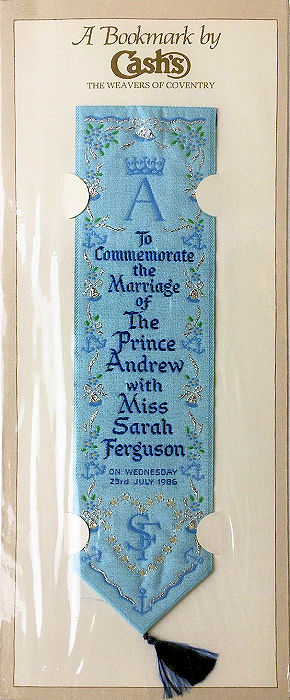 A Bookmark by
Cash's
THE WEAVERS OF COVENTRY
A
To
Commemorate
the
Marriage
of
The
Prince
Andrew
with
Miss
Sarah
Ferguson
ON WEDNESDAY
23rd JULY 1986
SF